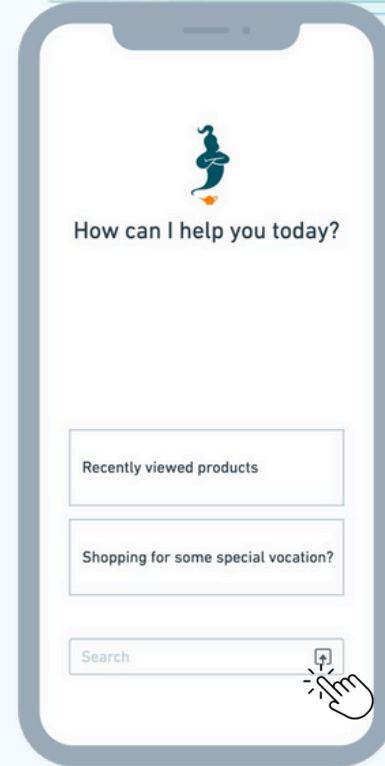 How can I help you today?
Recently viewed products
Shopping for some special vocation?
Search